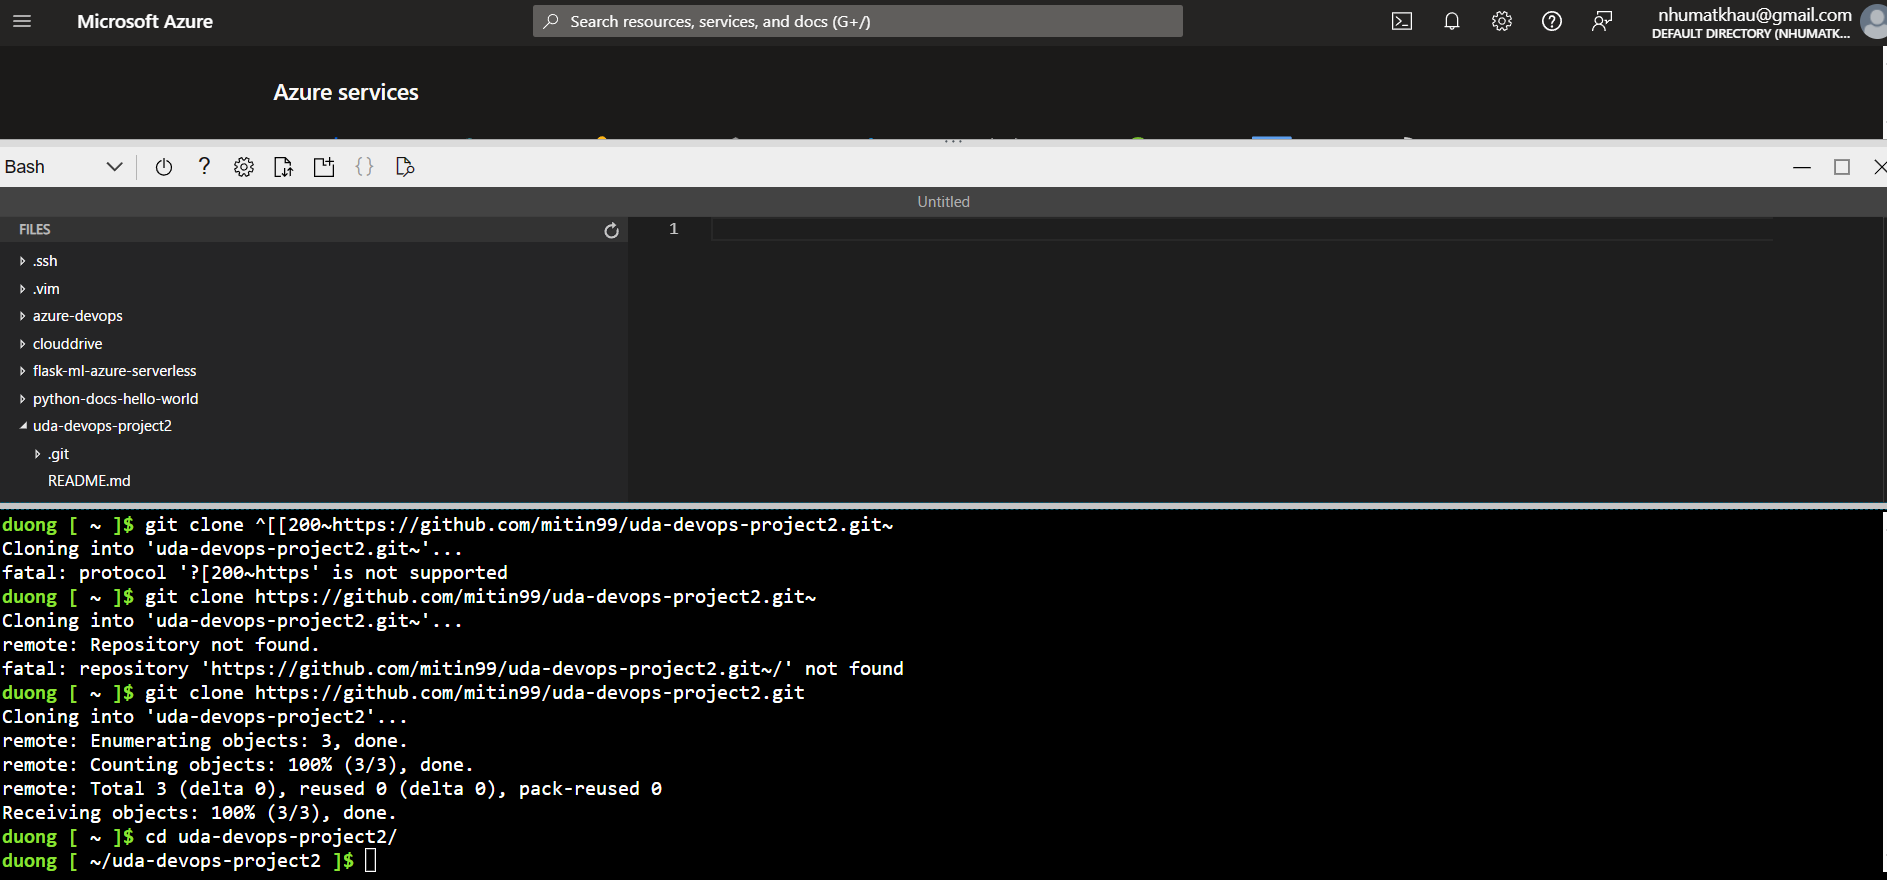 Microsoft Azure
Search resources, services, and docs (G+/)
nhumatkhau@gmail.com
DEFAULT DIRECTORY (NHUMATK...
Azure services
Bash
Untitled
FILES
1
.ssh
.vim
azure-devops
clouddrive
flask-ml-azure-serverless
python-docs-hello-world
uda-devops-project2
.git
README.md
duong [ ~ ]$ git clone ^[[200~https://github.com/mitin99/uda-devops-project2.git~
Cloning into 'uda-devops-project2.git~'...
fatal: protocol '?[200~https' is not supported
duong [ ~ ]$ git clone https://github.com/mitin99/uda-devops-project2.git~
Cloning into 'uda-devops-project2.git~'...
remote: Repository not found.
fatal: repository 'https://github.com/mitin99/uda-devops-project2.git~/' not found
duong [ ~ ]$ git clone https://github.com/mitin99/uda-devops-project2.git
Cloning into 'uda-devops-project2'...
remote: Enumerating objects: 3, done.
remote: Counting objects: 100% (3/3), done.
remote: Total 3 (delta 0), reused 0 (delta 0), pack-reused 0
Receiving objects: 100% (3/3), done.
duong [ ~ ]$ cd uda-devops-project2/
duong [ ~/uda-devops-project2 ]$